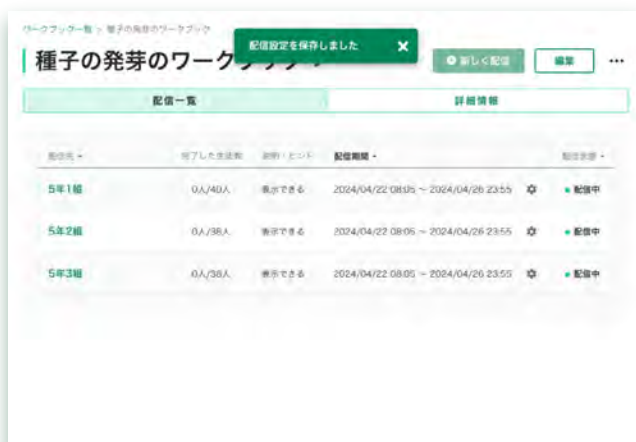 ワークブック一覧 > 種子の発芽のワークブック
配信設定を保存しました ×
種子の発芽のワーク
新しく配信
編集
配信一覧
詳細情報
配信先 完了した生徒数 説明・ヒント 配信期間 配信状態
5年1組 0人/40人 表示できる 2024/04/22 08:05 ~ 2024/04/26 23:55 配信中
5年2組 0人/38人 表示できる 2024/04/22 08:05 ~ 2024/04/26 23:55 配信中
5年3組 0人/38人 表示できる 2024/04/22 08:05 ~ 2024/04/26 23:55 配信中